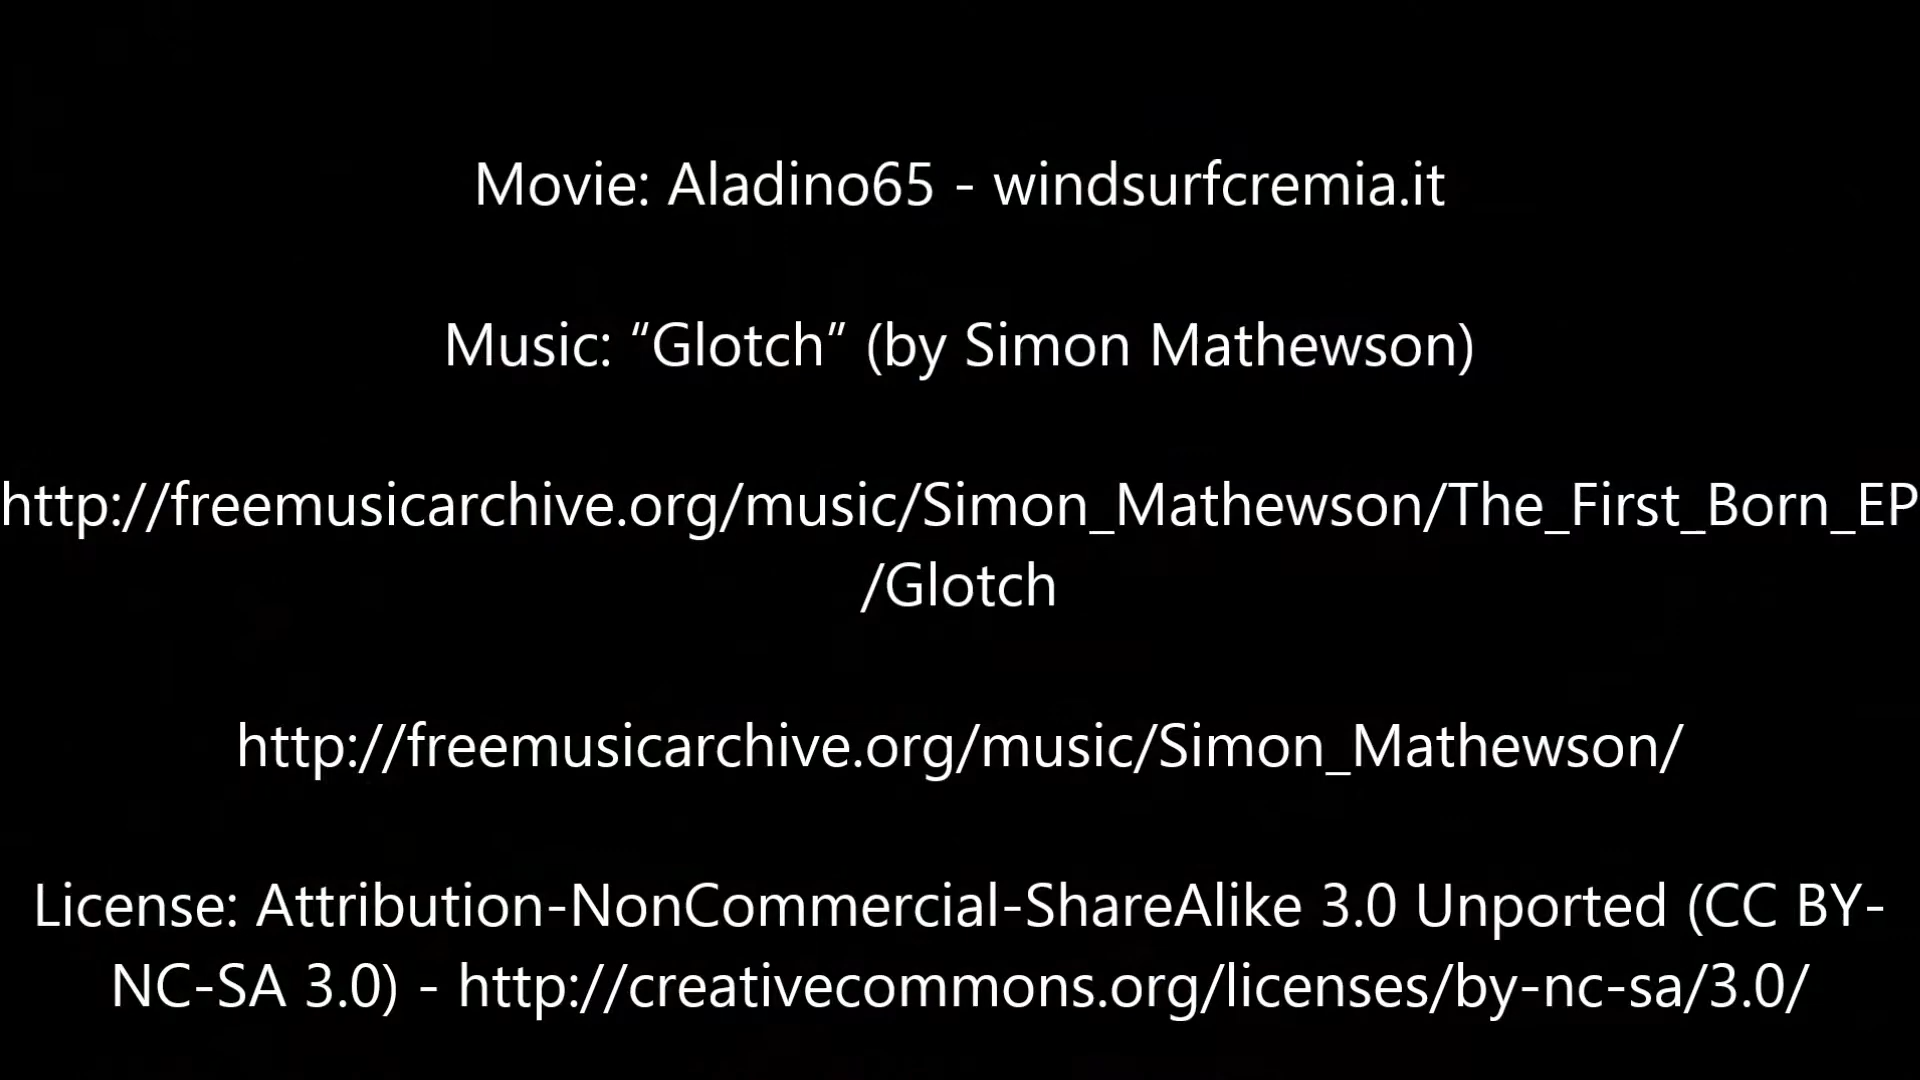 Movie: Aladino65 - windsurfcremia.it
Music: “Glotch” (by Simon Mathewson)
http://freemusicarchive.org/music/Simon_Mathewson/The_First_Born_EP
/Glotch
http://freemusicarchive.org/music/Simon_Mathewson/
License: Attribution-NonCommercial-ShareAlike 3.0 Unported (CC BY-
NC-SA 3.0) - http://creativecommons.org/licenses/by-nc-sa/3.0/